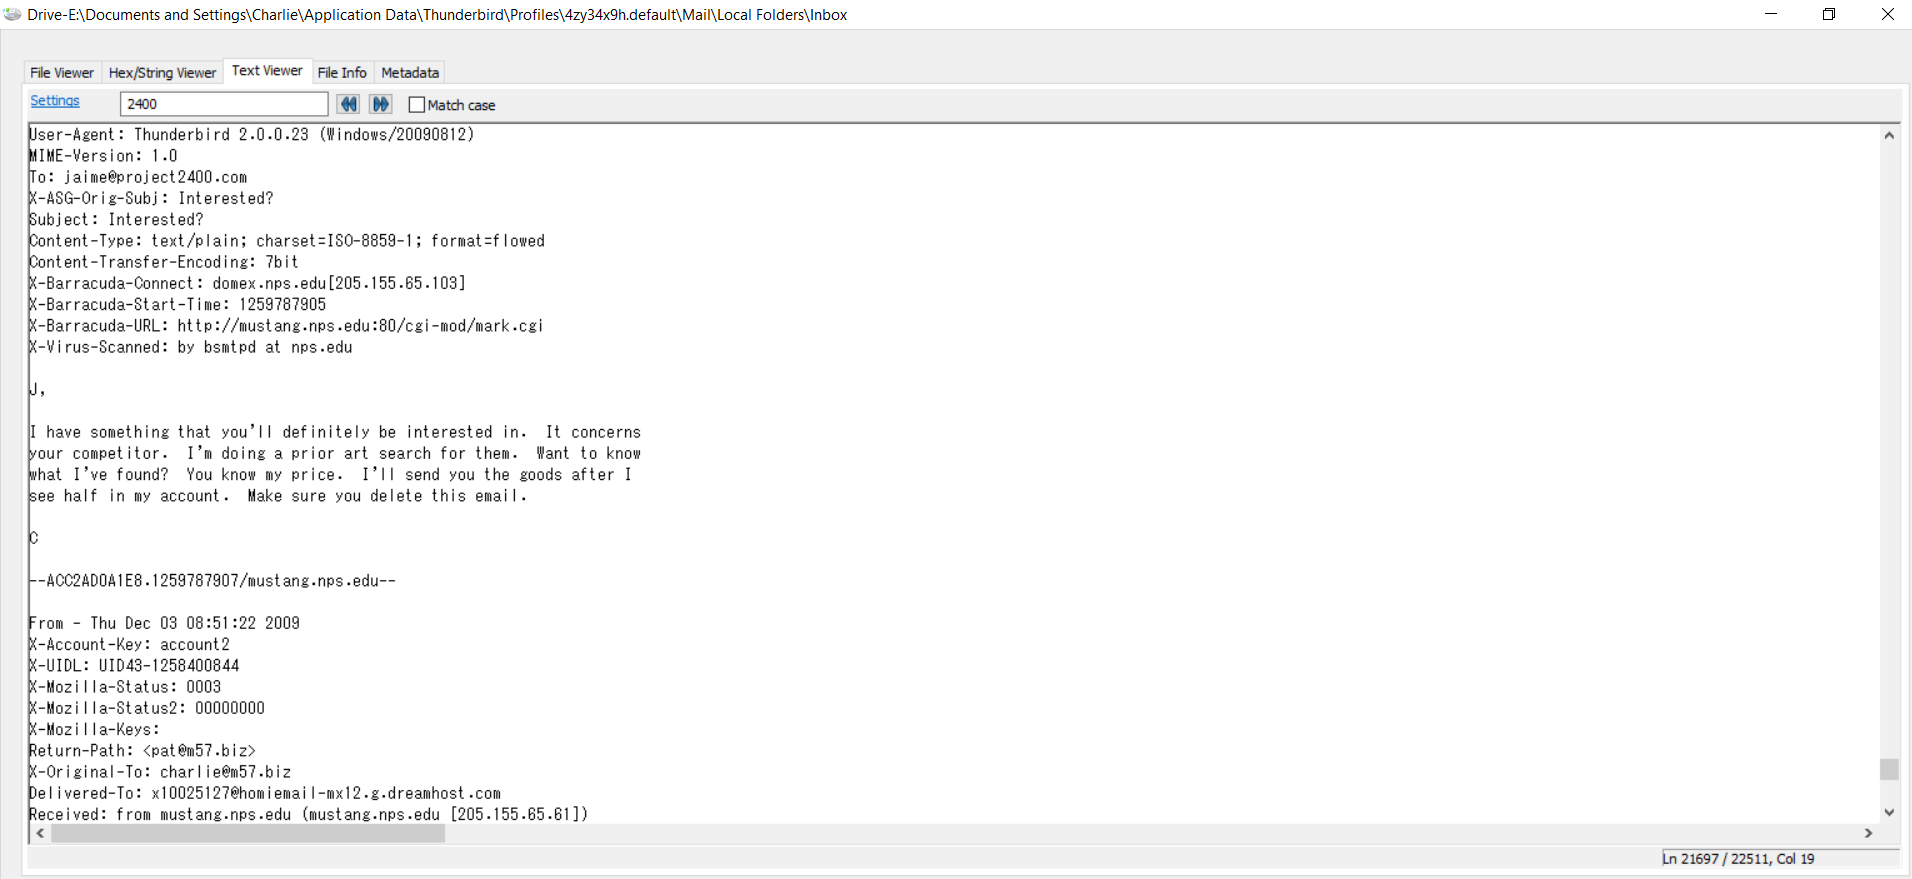 Drive-E:\Documents and Settings\Charlie\Application Data\Thunderbird\Profiles\4zy34x9h.default\Mail\Local Folders\Inbox
File Viewer Hex/String Viewer Text Viewer File Info Metadata
Settings 2400 Match case
User-Agent: Thunderbird 2.0.0.23 (Windows/20090812)
MIME-Version: 1.0
To: jaime@project2400.com
X-ASG-Orig-Subj: Interested?
Subject: Interested?
Content-Type: text/plain; charset=ISO-8859-1; format=flowed
Content-Transfer-Encoding: 7bit
X-Barracuda-Connect: domex.nps.edu[205.155.65.103]
X-Barracuda-Start-Time: 1259787905
X-Barracuda-URL: http://mustang.nps.edu:80/cgi-mod/mark.cgi
X-Virus-Scanned: by bsmtpd at nps.edu
J,
I have something that you'll definitely be interested in.  It concerns
your competitor.  I'm doing a prior art search for them.  Want to know
what I've found?  You know my price.  I'll send you the goods after I
see half in my account.  Make sure you delete this email.
C
--ACC2AD0A1E8.1259787907/mustang.nps.edu--
From - Thu Dec 03 08:51:22 2009
X-Account-Key: account2
X-UIDL: UID43-1258400844
X-Mozilla-Status: 0003
X-Mozilla-Status2: 00000000
X-Mozilla-Keys:
Return-Path: <pat@m57.biz>
X-Original-To: charlie@m57.biz
Delivered-To: x10025127@homiemail-mx12.g.dreamhost.com
Received: from mustang.nps.edu (mustang.nps.edu [205.155.65.61])
Ln 21697 / 22511, Col 19